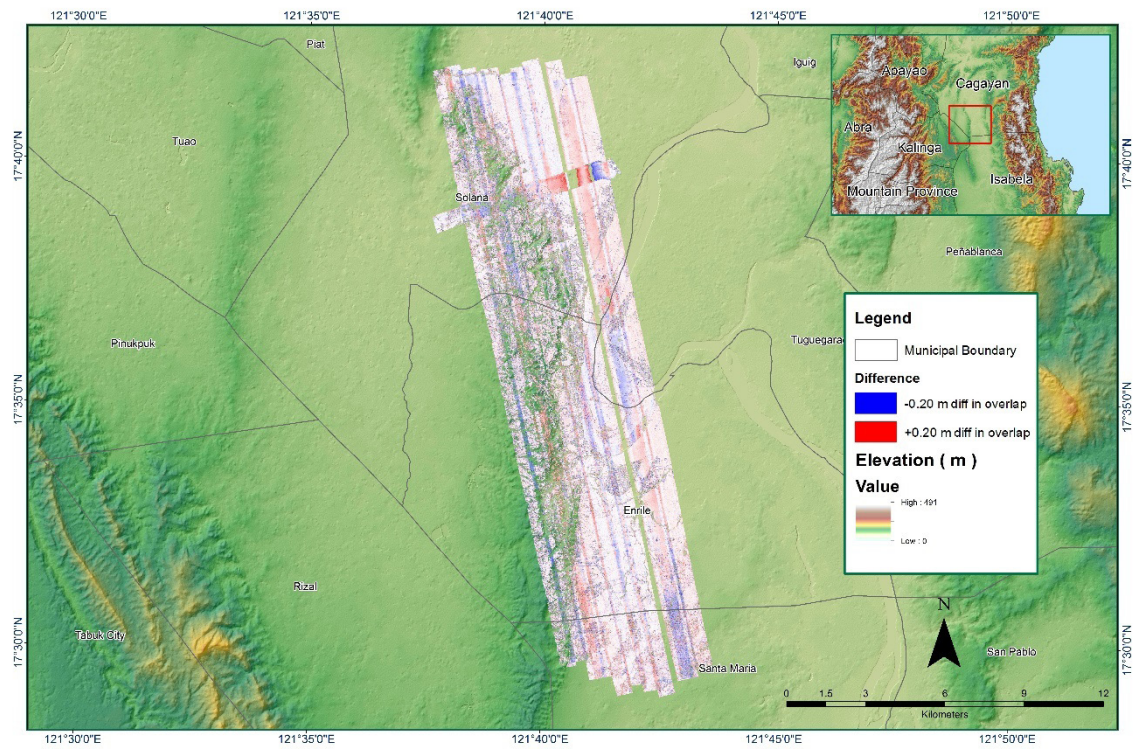 121°30'0"E 121°35'0"E 121°40'0"E 121°45'0"E 121°50'0"E
Piat
Iguig
Apayao
Cagayan
Abra
Kalinga
Isabela
Mountain Province
17°40'0"N
17°40'0"N
Tuao
Solana
Peñablanca
Pinukpuk
Tuguegarao
17°35'0"N
17°35'0"N
Legend
Municipal Boundary
Difference
-0.20 m diff in overlap
+0.20 m diff in overlap
Elevation ( m )
Value
High : 491
Low : 0
Enrile
Rizal
N
Tabuk City
17°30'0"N
17°30'0"N
San Pablo
Santa Maria
0 1.5 3 6 9 12
Kilometers
121°30'0"E 121°35'0"E 121°40'0"E 121°45'0"E 121°50'0"E